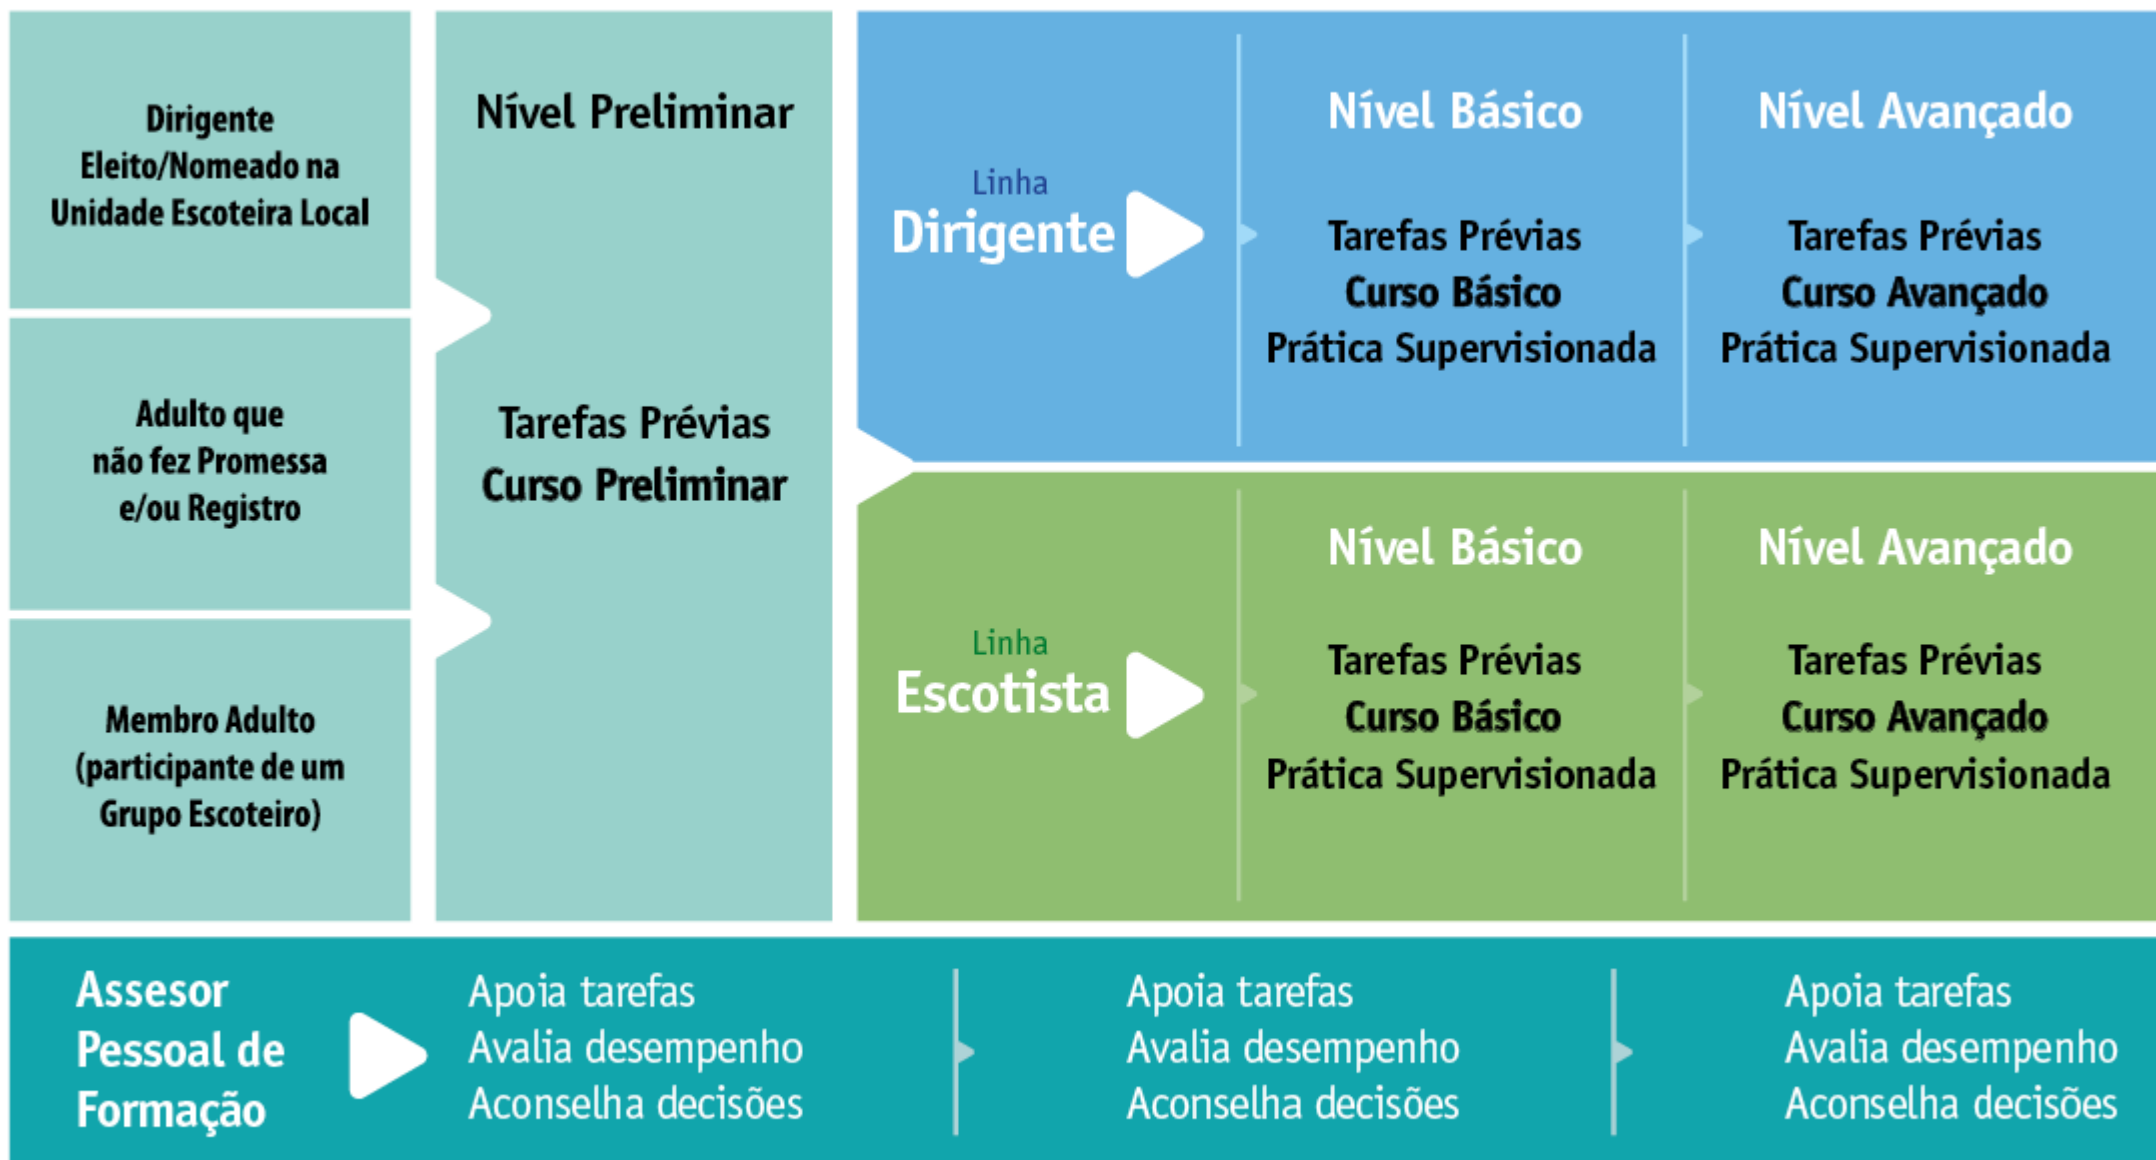 Dirigente
Eleito/Nomeado na
Unidade Escoteira Local
Adulto que
não fez Promessa
e/ou Registro
Membro Adulto
(participante de um
Grupo Escoteiro)
Nível Preliminar
Tarefas Prévias
Curso Preliminar
Linha
Dirigente
Nível Básico
Tarefas Prévias
Curso Básico
Prática Supervisionada
Nível Avançado
Tarefas Prévias
Curso Avançado
Prática Supervisionada
Linha
Escotista
Nível Básico
Tarefas Prévias
Curso Básico
Prática Supervisionada
Nível Avançado
Tarefas Prévias
Curso Avançado
Prática Supervisionada
Assesor
Pessoal de
Formação
Apoia tarefas
Avalia desempenho
Aconselha decisões
Apoia tarefas
Avalia desempenho
Aconselha decisões
Apoia tarefas
Avalia desempenho
Aconselha decisões